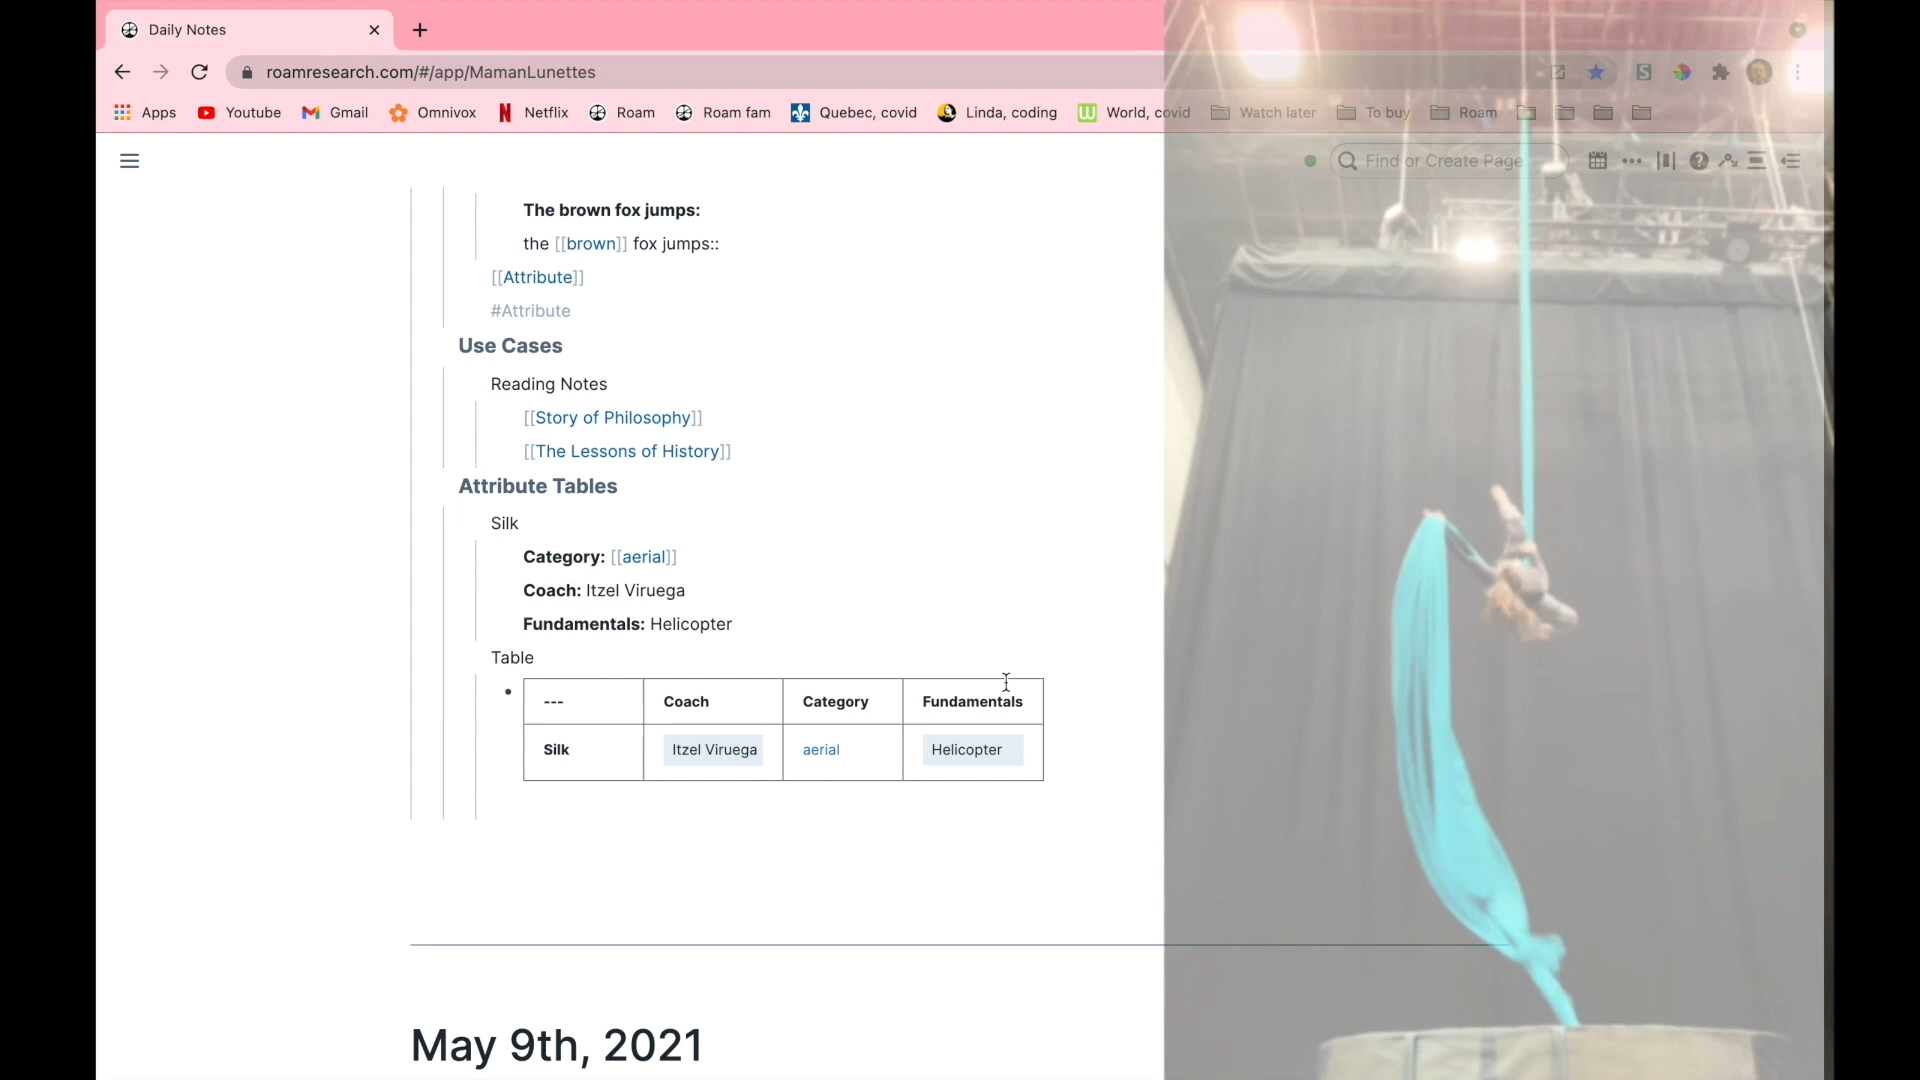 Daily Notes
roamresearch.com/#/app/MamanLunettes
Apps Youtube Gmail Omnivox Netflix Roam Roam fam Quebec, covid Linda, coding World, covid Watch later To buy Roam
Find or Create Page
The brown fox jumps:
the [[brown]] fox jumps::
[[Attribute]]
#Attribute
Use Cases
Reading Notes
[[Story of Philosophy]]
[[The Lessons of History]]
Attribute Tables
Silk
Category: [[aerial]]
Coach: Itzel Viruega
Fundamentals: Helicopter
Table
--- Coach Category Fundamentals
Silk Itzel Viruega aerial Helicopter
May 9th, 2021